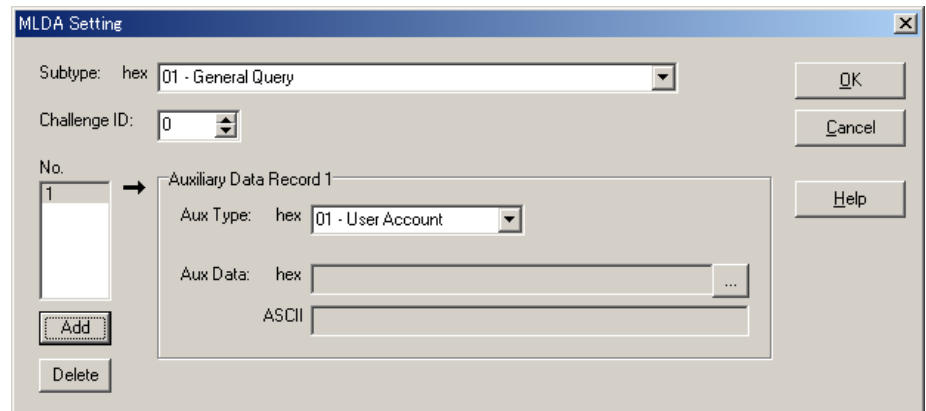 MLDA Setting
Subtype: hex 01 - General Query
OK
Challenge ID: 0
Cancel
No.
1
Auxiliary Data Record 1
Help
Aux Type: hex 01 - User Account
Aux Data: hex ...
ASCII
Add
Delete